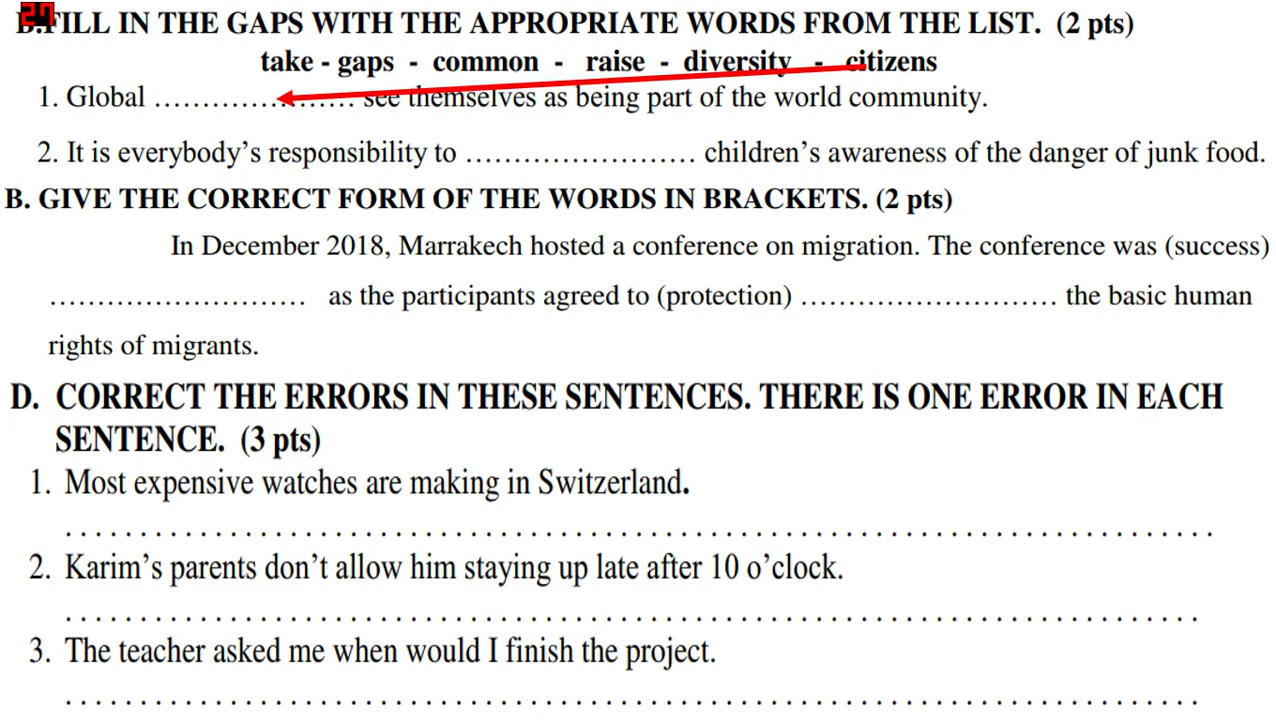 27
B.FILL IN THE GAPS WITH THE APPROPRIATE WORDS FROM THE LIST. (2 pts)
take - gaps - common - raise - diversity - citizens
1. Global ………………… see themselves as being part of the world community.
2. It is everybody’s responsibility to …………………… children’s awareness of the danger of junk food.
B. GIVE THE CORRECT FORM OF THE WORDS IN BRACKETS. (2 pts)
In December 2018, Marrakech hosted a conference on migration. The conference was (success)
……………………… as the participants agreed to (protection) ……………………… the basic human
rights of migrants.
D. CORRECT THE ERRORS IN THESE SENTENCES. THERE IS ONE ERROR IN EACH
SENTENCE. (3 pts)
1. Most expensive watches are making in Switzerland.
2. Karim’s parents don’t allow him staying up late after 10 o’clock.
3. The teacher asked me when would I finish the project.